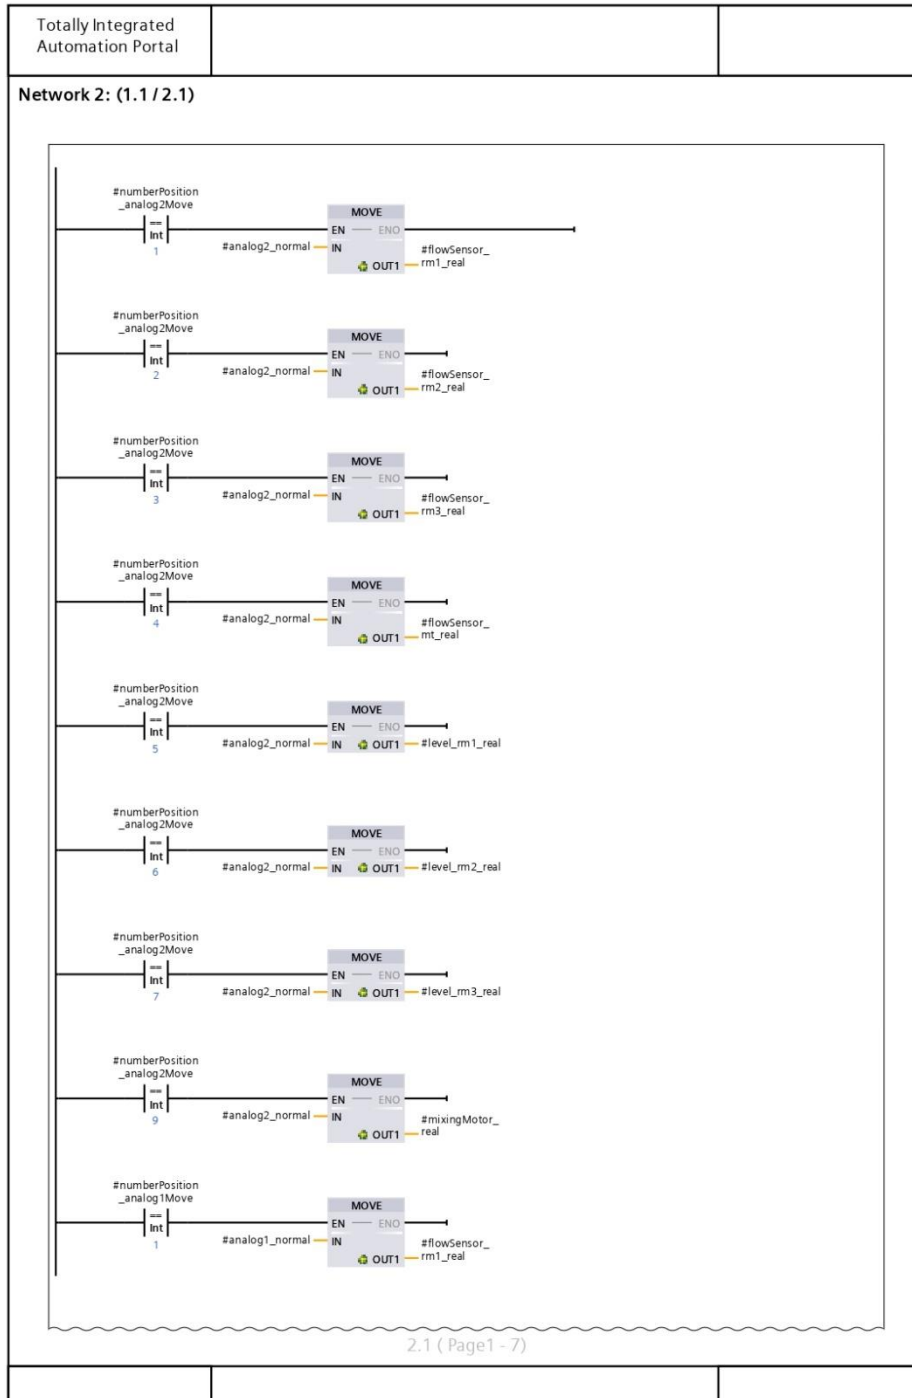 Totally Integrated
Automation Portal
Network 2: (1.1 / 2.1)
#numberPosition
_analog2Move
==
Int
1
MOVE
EN ENO
#analog2_normal IN
OUT1
#flowSensor_
rm1_real
#numberPosition
_analog2Move
==
Int
2
MOVE
EN ENO
#analog2_normal IN
OUT1
#flowSensor_
rm2_real
#numberPosition
_analog2Move
==
Int
3
MOVE
EN ENO
#analog2_normal IN
OUT1
#flowSensor_
rm3_real
#numberPosition
_analog2Move
==
Int
4
MOVE
EN ENO
#analog2_normal IN
OUT1
#flowSensor_
mt_real
#numberPosition
_analog2Move
==
Int
5
MOVE
EN ENO
#analog2_normal IN OUT1 #level_rm1_real
#numberPosition
_analog2Move
==
Int
6
MOVE
EN ENO
#analog2_normal IN OUT1 #level_rm2_real
#numberPosition
_analog2Move
==
Int
7
MOVE
EN ENO
#analog2_normal IN OUT1 #level_rm3_real
#numberPosition
_analog2Move
==
Int
9
MOVE
EN ENO
#analog2_normal IN
OUT1
#mixingMotor_
real
#numberPosition
_analog1Move
==
Int
1
MOVE
EN ENO
#analog1_normal IN
OUT1
#flowSensor_
rm1_real
2.1 ( Page1 - 7)